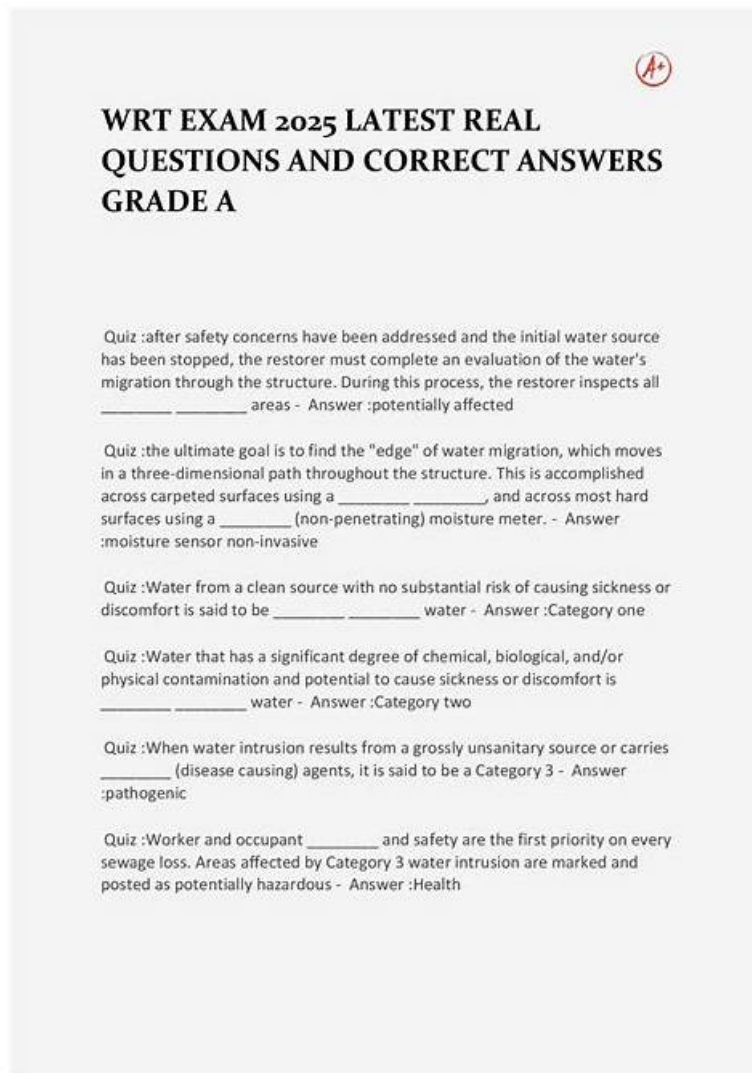 A+
WRT EXAM 2025 LATEST REAL
QUESTIONS AND CORRECT ANSWERS
GRADE A
Quiz :after safety concerns have been addressed and the initial water source
has been stopped, the restorer must complete an evaluation of the water's
migration through the structure. During this process, the restorer inspects all
________ ________ areas - Answer :potentially affected
Quiz :the ultimate goal is to find the "edge" of water migration, which moves
in a three-dimensional path throughout the structure. This is accomplished
across carpeted surfaces using a ________ ________, and across most hard
surfaces using a ________ (non-penetrating) moisture meter. - Answer
:moisture sensor non-invasive
Quiz :Water from a clean source with no substantial risk of causing sickness or
discomfort is said to be ________ ________ water - Answer :Category one
Quiz :Water that has a significant degree of chemical, biological, and/or
physical contamination and potential to cause sickness or discomfort is
________ ________ water - Answer :Category two
Quiz :When water intrusion results from a grossly unsanitary source or carries
________ (disease causing) agents, it is said to be a Category 3 - Answer
:pathogenic
Quiz :Worker and occupant ________ and safety are the first priority on every
sewage loss. Areas affected by Category 3 water intrusion are marked and
posted as potentially hazardous - Answer :Health